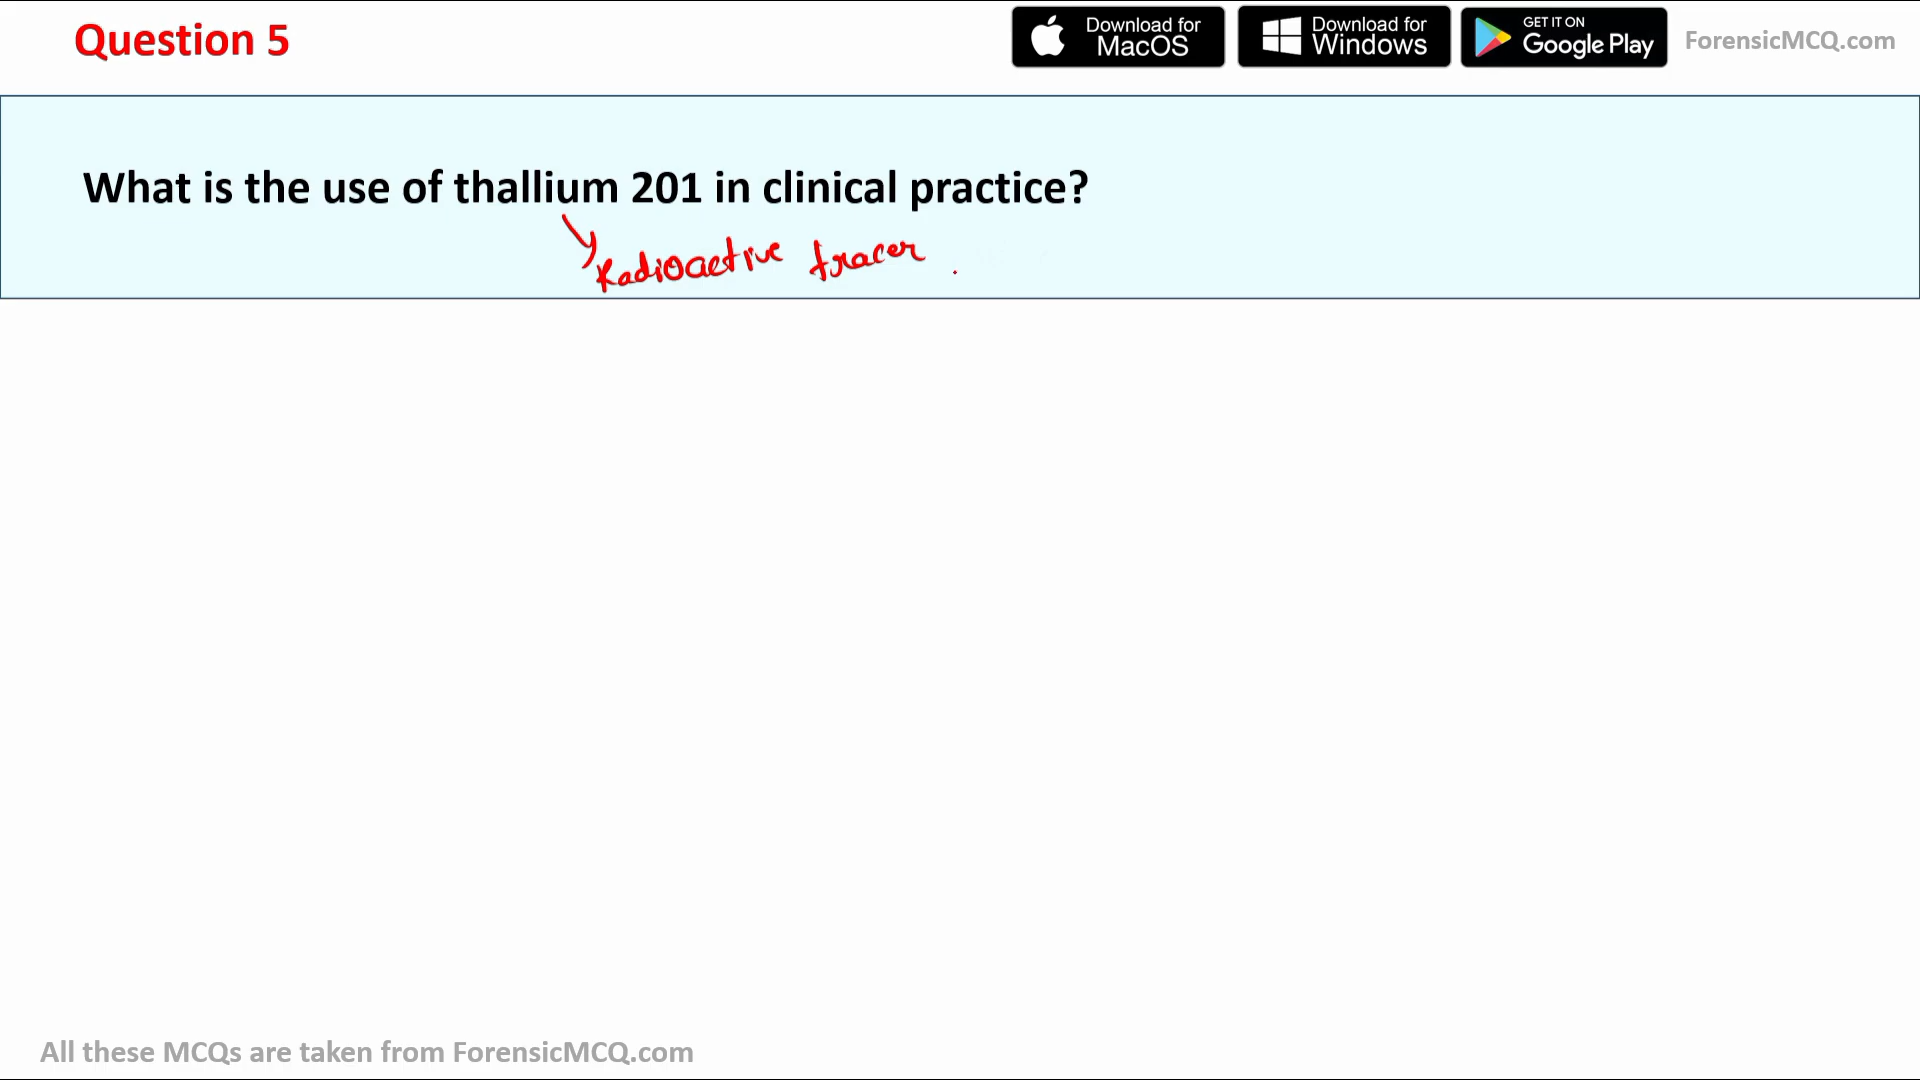 Question 5
Download for MacOS
Download for Windows
GET IT ON Google Play
ForensicMCQ.com
What is the use of thallium 201 in clinical practice?
Radioactive tracer
All these MCQs are taken from ForensicMCQ.com